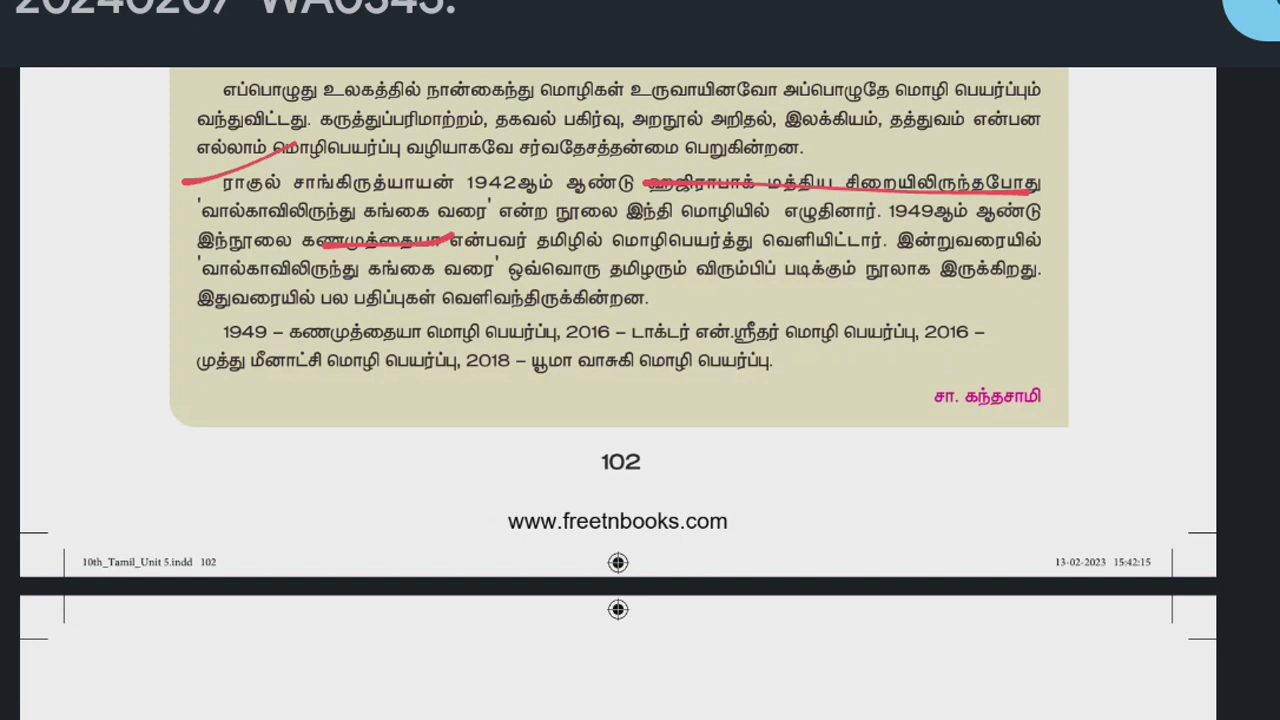 எப்பொழுது உலகத்தில் நான்கைந்து மொழிகள் உருவாயினவோ அப்பொழுதே மொழி பெயர்ப்பும்
வந்துவிட்டது. கருத்துப்பரிமாற்றம், தகவல் பகிர்வு, அறநூல் அறிதல், இலக்கியம், தத்துவம் என்பன
எல்லாம் மொழிபெயர்ப்பு வழியாகவே சர்வதேசத்தன்மை பெறுகின்றன.
ராகுல் சாங்கிருத்யாயன் 1942ஆம் ஆண்டு ஹஜிராபாக் மத்திய சிறையிலிருந்தபோது
'வால்காவிலிருந்து கங்கை வரை' என்ற நூலை இந்தி மொழியில் எழுதினார். 1949ஆம் ஆண்டு
இந்நூலை கணமுத்தையா என்பவர் தமிழில் மொழிபெயர்த்து வெளியிட்டார். இன்றுவரையில்
'வால்காவிலிருந்து கங்கை வரை' ஒவ்வொரு தமிழரும் விரும்பிப் படிக்கும் நூலாக இருக்கிறது.
இதுவரையில் பல பதிப்புகள் வெளிவந்திருக்கின்றன.
1949 – கணமுத்தையா மொழி பெயர்ப்பு, 2016 – டாக்டர் என்.ஸ்ரீதர் மொழி பெயர்ப்பு, 2016 –
முத்து மீனாட்சி மொழி பெயர்ப்பு, 2018 – யூமா வாசுகி மொழி பெயர்ப்பு.
சா. கந்தசாமி
102
www.freetnbooks.com
10th_Tamil_Unit 5.indd 102
13-02-2023 15:42:15